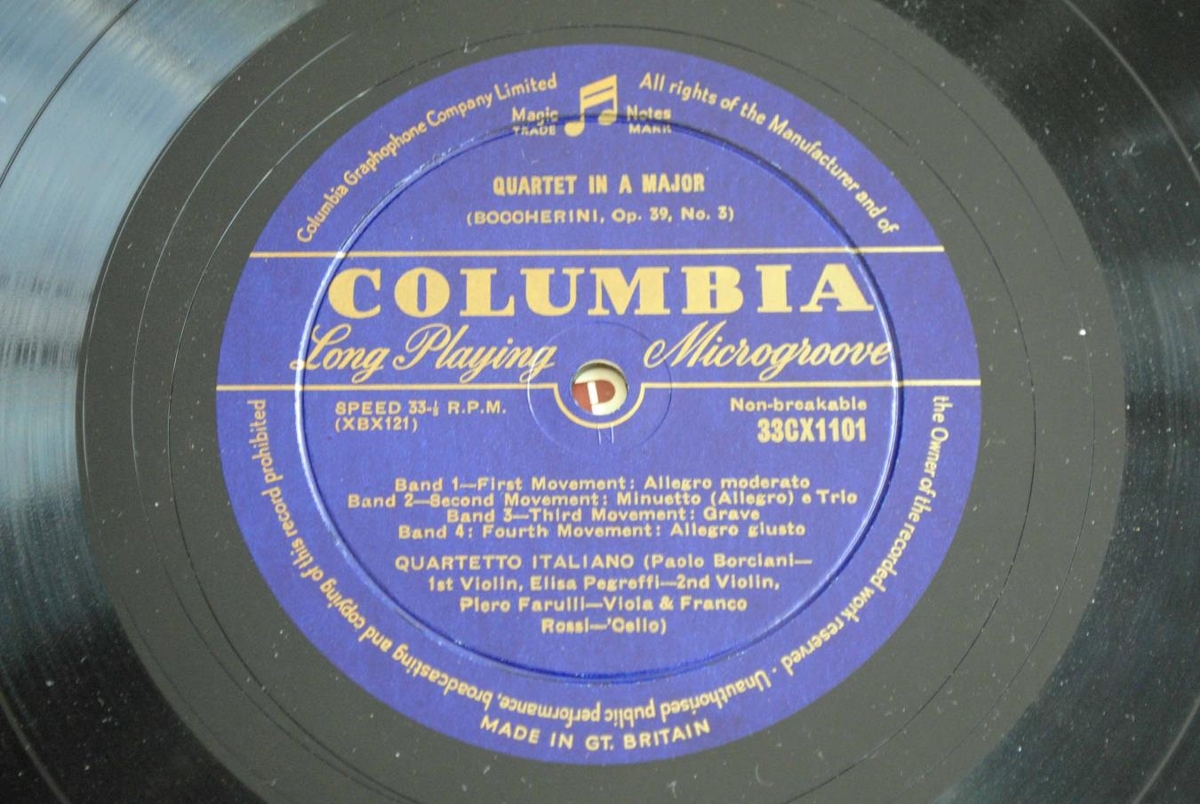 Columbia Graphophone Company Limited
All rights of the Manufacturer and of
the Owner of the recorded work reserved · Unauthorised public performance, broadcasting and copying of this record prohibited
Magic Notes
TRADE MARK
QUARTET IN A MAJOR
(BOCCHERINI, Op. 39, No. 3)
COLUMBIA
Long Playing Microgroove
SPEED 33-⅓ R.P.M.
(XBX121)
Non-breakable
33CX1101
Band 1—First Movement: Allegro moderato
Band 2—Second Movement: Minuetto (Allegro) e Trio
Band 3—Third Movement: Grave
Band 4: Fourth Movement: Allegro giusto
QUARTETTO ITALIANO (Paolo Borciani—
1st Violin, Elisa Pegreffi—2nd Violin,
Piero Farulli—Viola & Franco
Rossi—'Cello)
MADE IN GT. BRITAIN